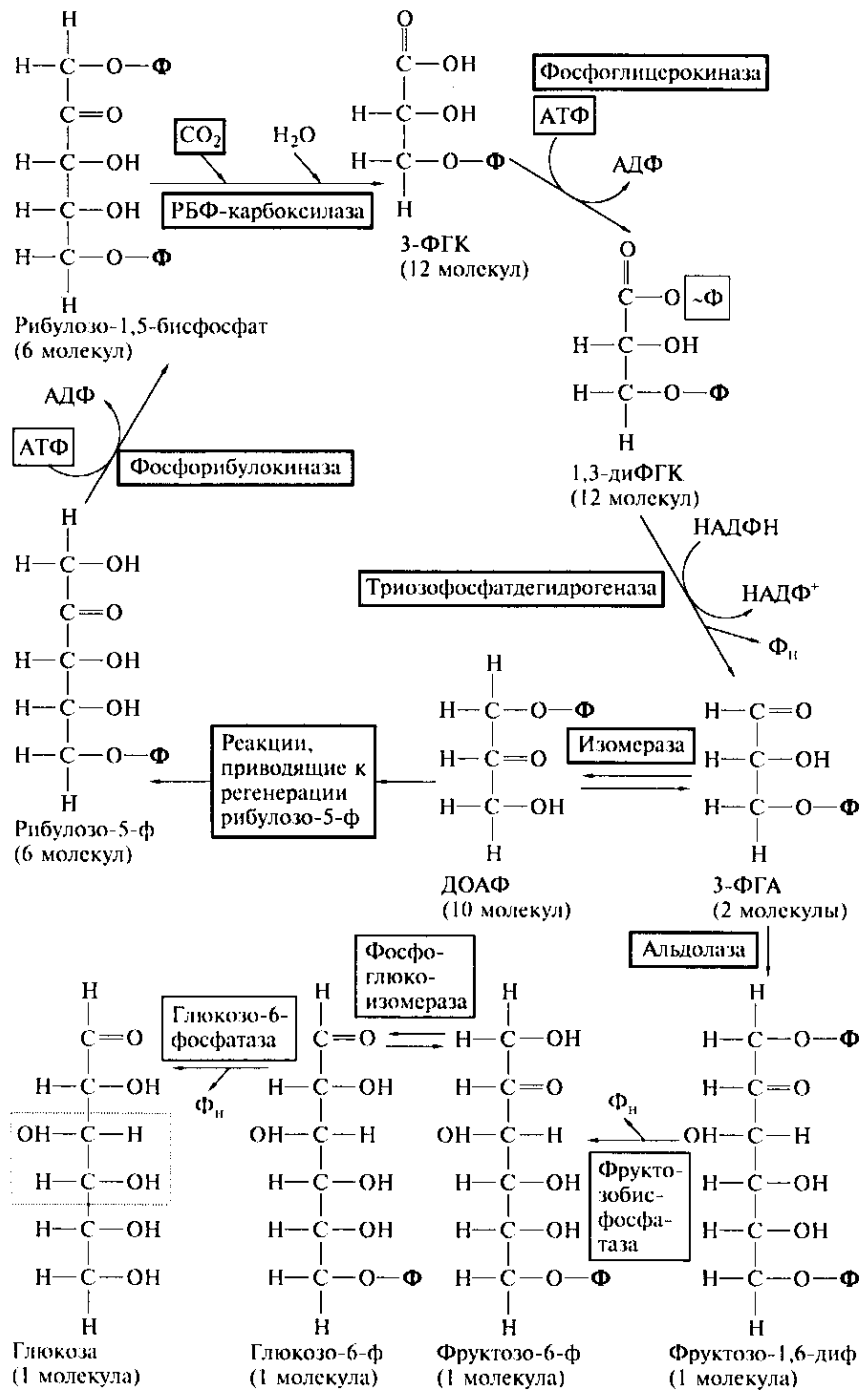 H
H—C—O—Ф
C=O
H—C—OH
H—C—OH
H—C—O—Ф
H
Рибулозо-1,5-бисфосфат
(6 молекул)
CO₂
H₂O
РБФ-карбоксилаза
O
C—OH
H—C—OH
H—C—O—Ф
H
3-ФГК
(12 молекул)
Фосфоглицерокиназа
АТФ
АДФ
O
C—O ~Ф
H—C—OH
H—C—O—Ф
H
1,3-диФГК
(12 молекул)
АДФ
АТФ
Фосфорибулокиназа
НАДФН
Триозофосфатдегидрогеназа
НАДФ⁺
Фн
H
H—C—OH
C=O
H—C—OH
H—C—OH
H—C—O—Ф
H
Рибулозо-5-ф
(6 молекул)
Реакции,
приводящие к
регенерации
рибулозо-5-ф
H
H—C—O—Ф
H—C=O
H—C—OH
H
ДОАФ
(10 молекул)
Изомераза
H—C=O
H—C—OH
H—C—O—Ф
H
3-ФГА
(2 молекулы)
Альдолаза
H
C=O
H—C—OH
OH—C—H
H—C—OH
H—C—OH
H—C—OH
H
Глюкоза
(1 молекула)
Глюкозо-6-
фосфатаза
Фн
H
C=O
H—C—OH
OH—C—H
H—C—OH
H—C—OH
H—C—O—Ф
H
Глюкозо-6-ф
(1 молекула)
Фосфо-
глюко-
изомераза
H
H—C—OH
H—C=O
OH—C—H
H—C—OH
H—C—OH
H—C—O—Ф
H
Фруктозо-6-ф
(1 молекула)
Фн
Фрукто-
зобис-
фосфа-
таза
H
H—C—O—Ф
H—C=O
OH—C—H
H—C—OH
H—C—OH
H—C—O—Ф
H
Фруктозо-1,6-диф
(1 молекула)